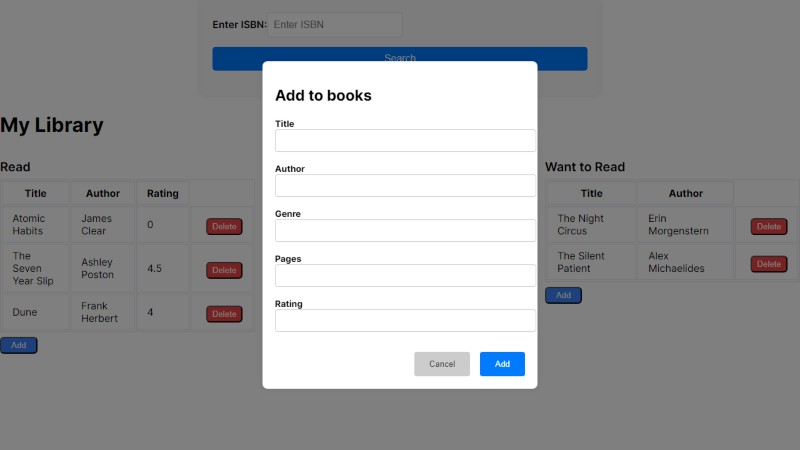 Enter ISBN: Enter ISBN
Search
Add to books
Title
Author
Genre
Pages
Rating
Cancel Add
My Library
Read
Title Author Rating
Atomic Habits James Clear 0 Delete
The Seven Year Slip Ashley Poston 4.5 Delete
Dune Frank Herbert 4 Delete
Add
Want to Read
Title Author
The Night Circus Erin Morgenstern Delete
The Silent Patient Alex Michaelides Delete
Add